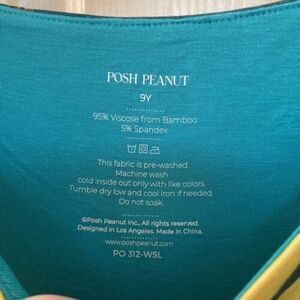 POSH PEANUT
9Y
95% Viscose from Bamboo
5% Spandex
This fabric is pre-washed.
Machine wash
cold inside out only with like colors.
Tumble dry low and cool iron if needed.
Do not soak.
©Posh Peanut Inc., All rights reserved.
Designed in Los Angeles. Made in China.
www.poshpeanut.com
PO 312-WSL